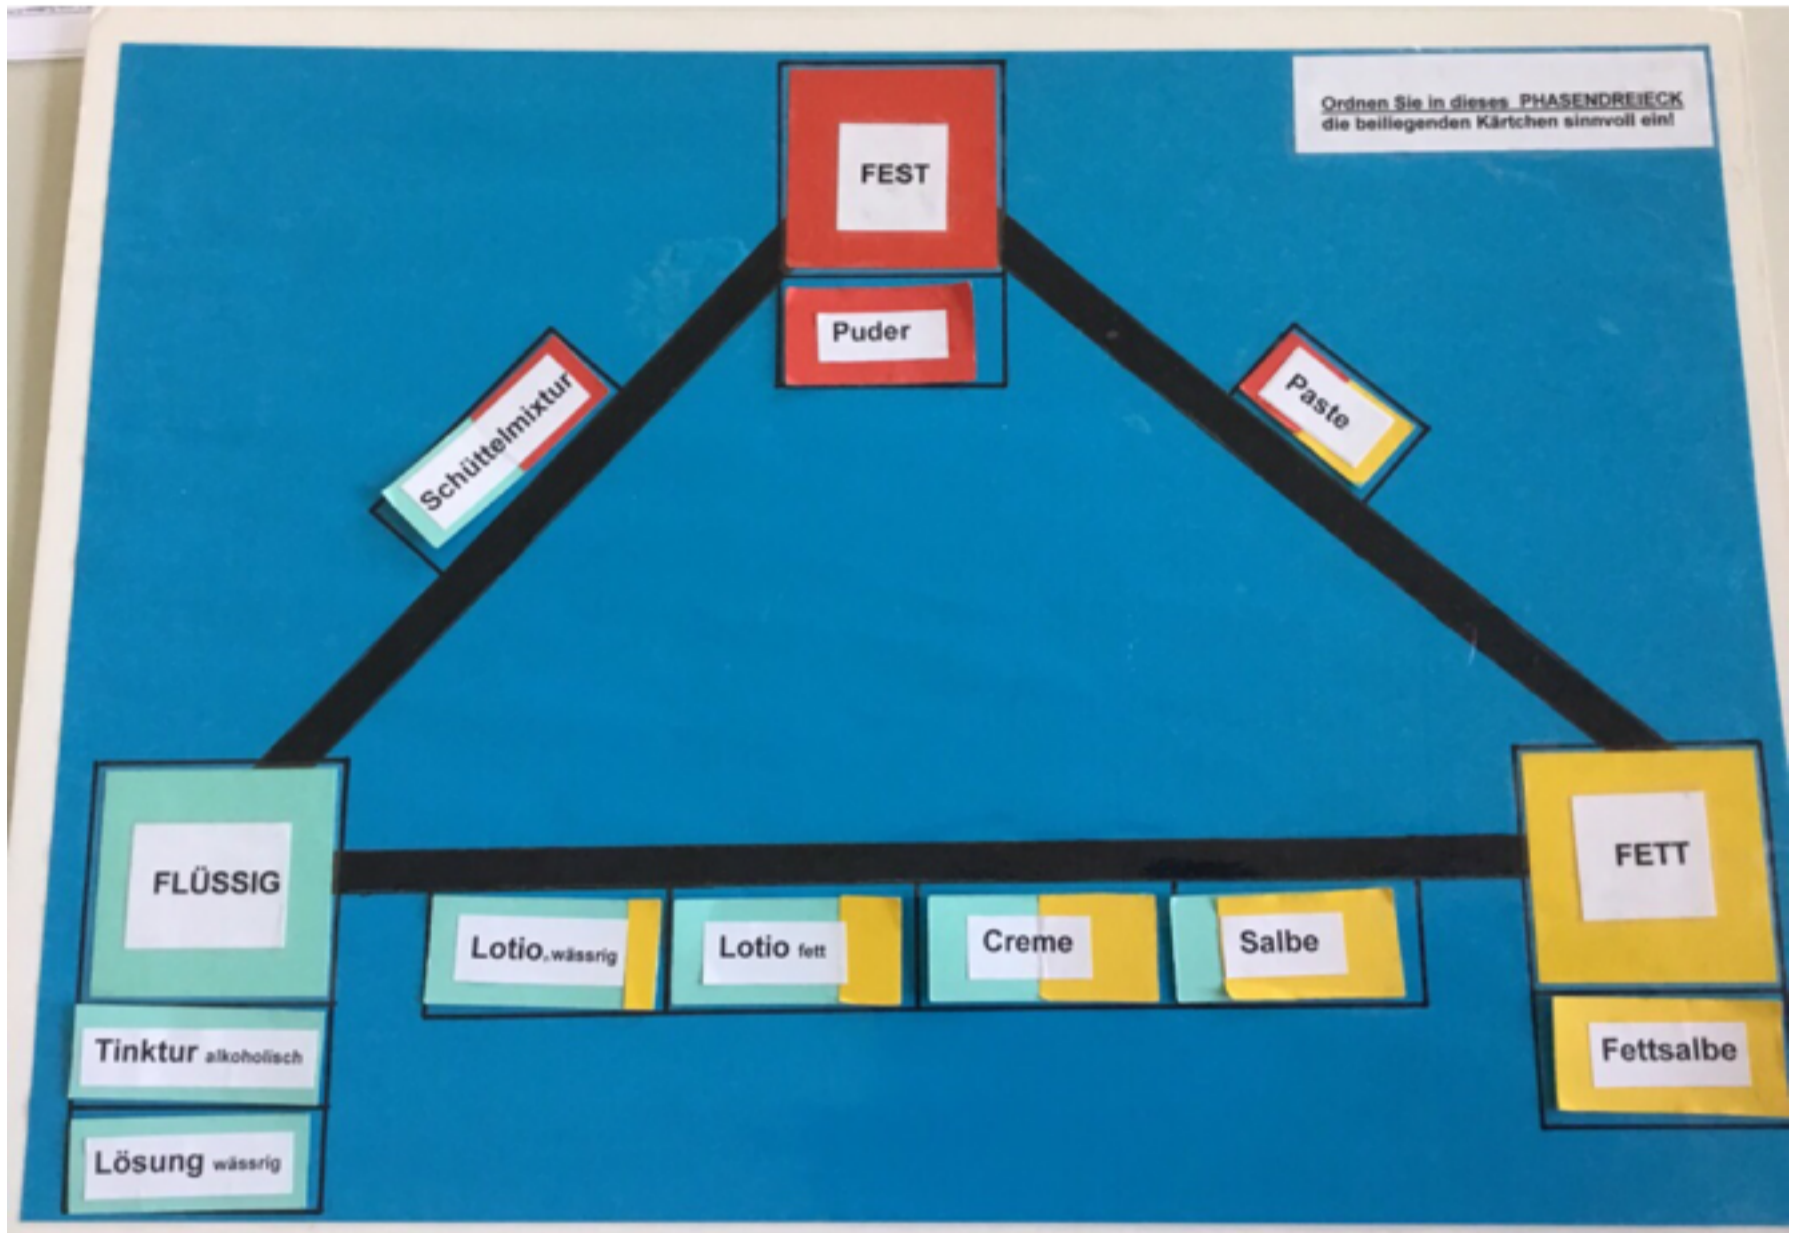 Ordnen Sie in dieses PHASENDREIECK
die beiliegenden Kärtchen sinnvoll ein!
FEST
Puder
Schüttelmixtur
Paste
FLÜSSIG
FETT
Lotio wässrig
Lotio fett
Creme
Salbe
Tinktur alkoholisch
Lösung wässrig
Fettsalbe